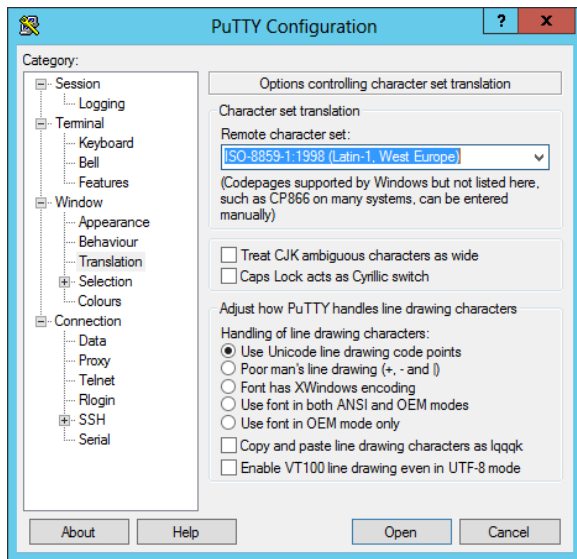 PuTTY Configuration
?
x
Category:
Session
Logging
Terminal
Keyboard
Bell
Features
Window
Appearance
Behaviour
Translation
Selection
Colours
Connection
Data
Proxy
Telnet
Rlogin
SSH
Serial
Options controlling character set translation
Character set translation
Remote character set:
ISO-8859-1:1998 (Latin-1, West Europe)
(Codepages supported by Windows but not listed here,
such as CP866 on many systems, can be entered
manually)
Treat CJK ambiguous characters as wide
Caps Lock acts as Cyrillic switch
Adjust how PuTTY handles line drawing characters
Handling of line drawing characters:
Use Unicode line drawing code points
Poor man's line drawing (+, - and |)
Font has XWindows encoding
Use font in both ANSI and OEM modes
Use font in OEM mode only
Copy and paste line drawing characters as lqqqk
Enable VT100 line drawing even in UTF-8 mode
About
Help
Open
Cancel